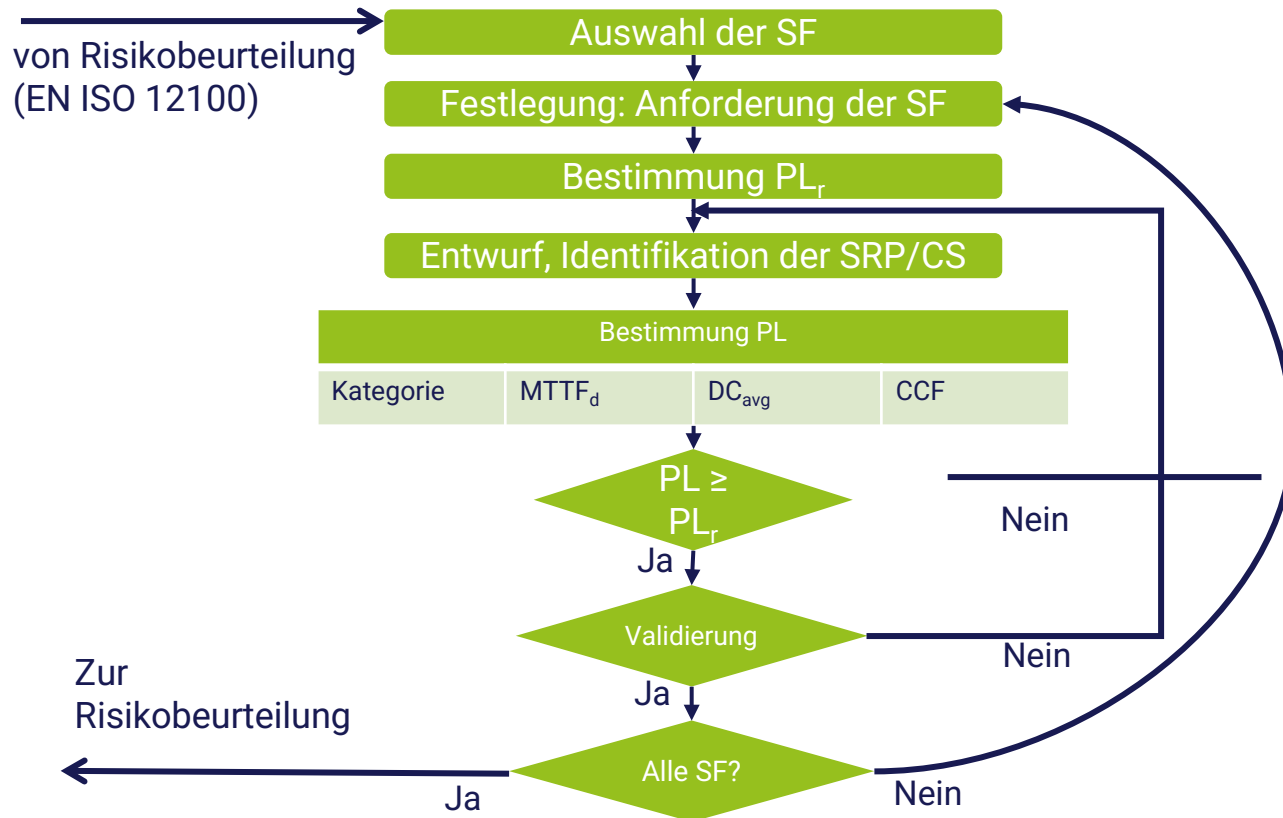 von Risikobeurteilung
(EN ISO 12100)
Auswahl der SF
Festlegung: Anforderung der SF
Bestimmung PLr
Entwurf, Identifikation der SRP/CS
Bestimmung PL
Kategorie
MTTFd
DCavg
CCF
PL ≥
PLr
Nein
Ja
Validierung
Nein
Ja
Zur
Risikobeurteilung
Alle SF?
Ja
Nein